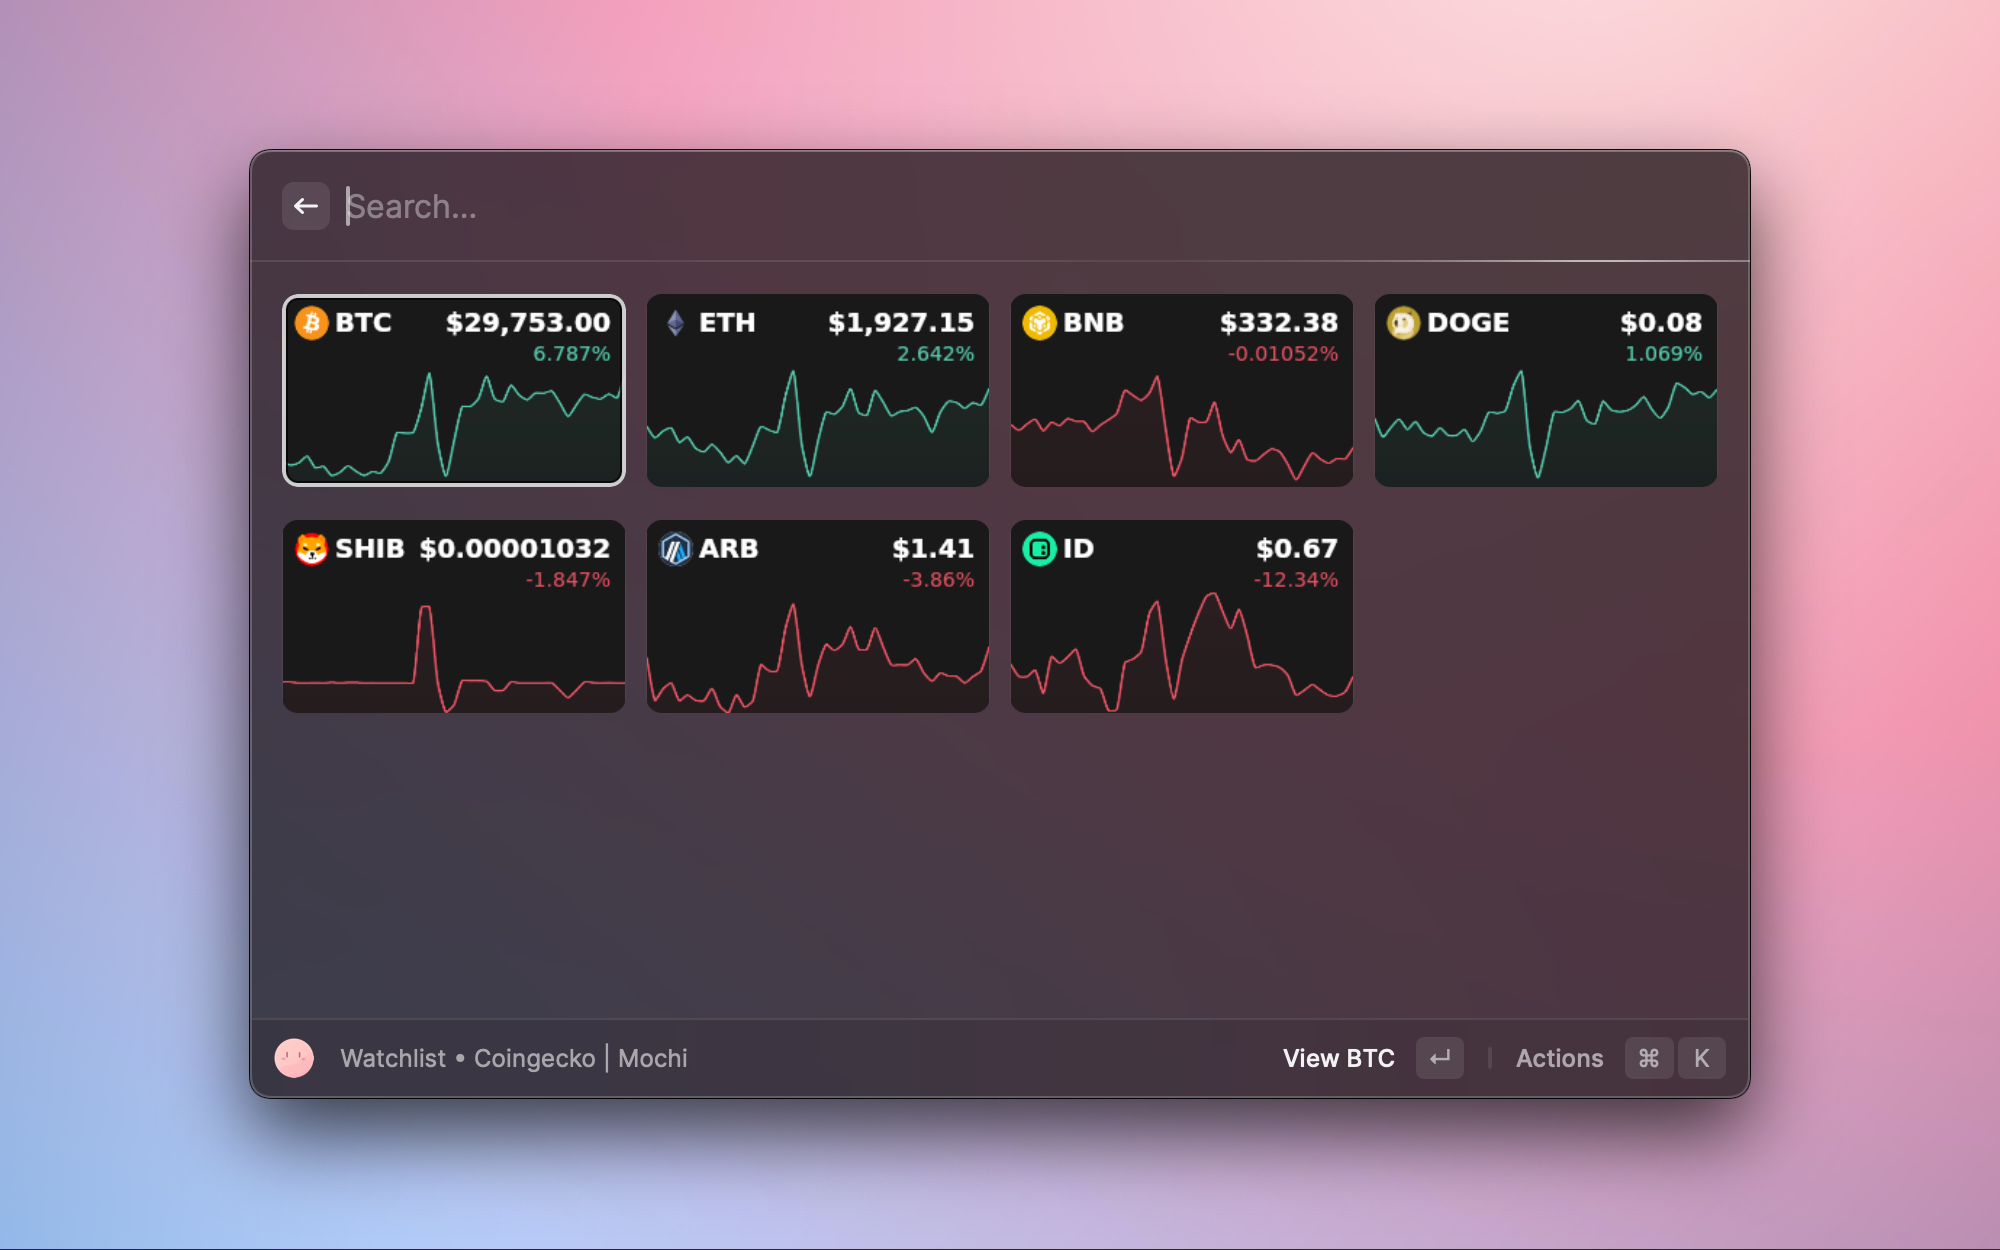 Search...
BTC $29,753.00
6.787%
ETH $1,927.15
2.642%
BNB $332.38
-0.01052%
DOGE $0.08
1.069%
SHIB $0.00001032
-1.847%
ARB $1.41
-3.86%
ID $0.67
-12.34%
Watchlist • Coingecko | Mochi
View BTC ↵ | Actions ⌘ K